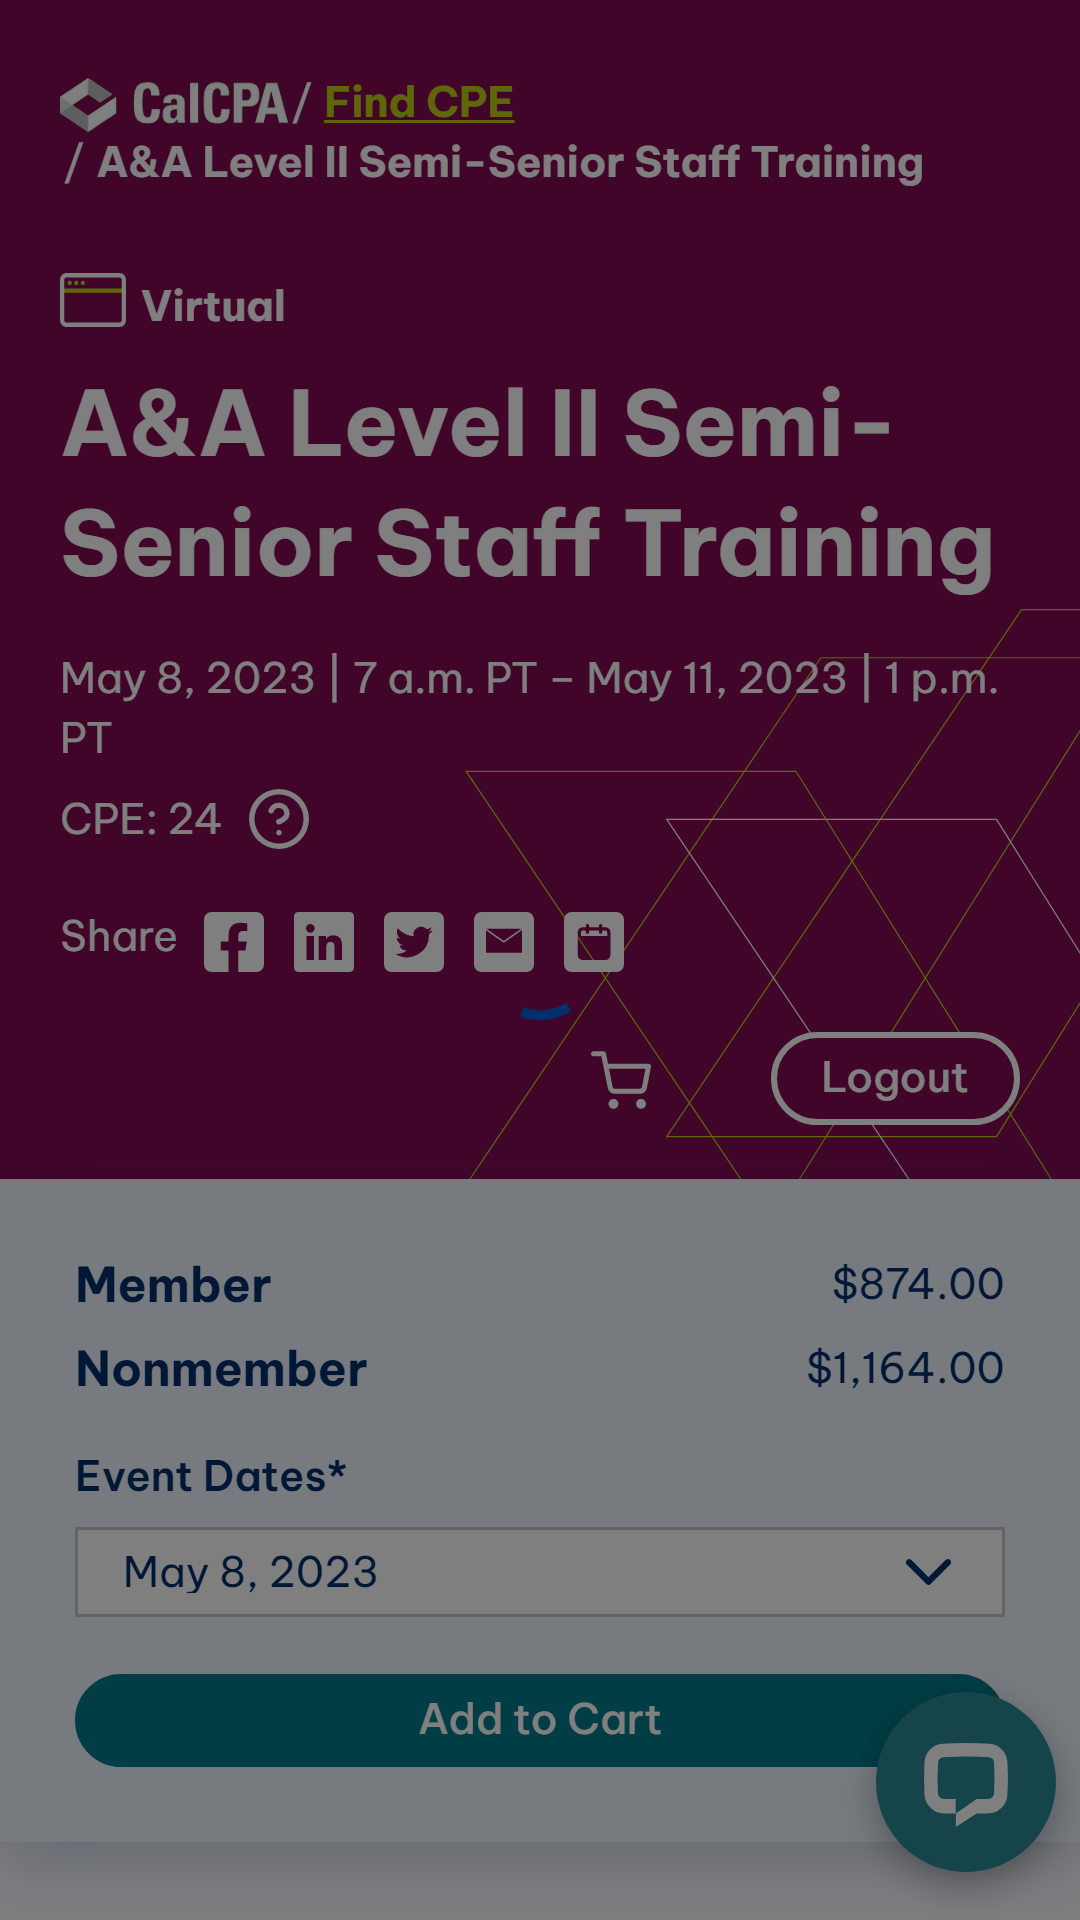 CalCPA / Find CPE
/ A&A Level II Semi-Senior Staff Training
Virtual
A&A Level II Semi-
Senior Staff Training
May 8, 2023 | 7 a.m. PT – May 11, 2023 | 1 p.m.
PT
CPE: 24 ?
Share
Logout
Member $874.00
Nonmember $1,164.00
Event Dates*
May 8, 2023
Add to Cart